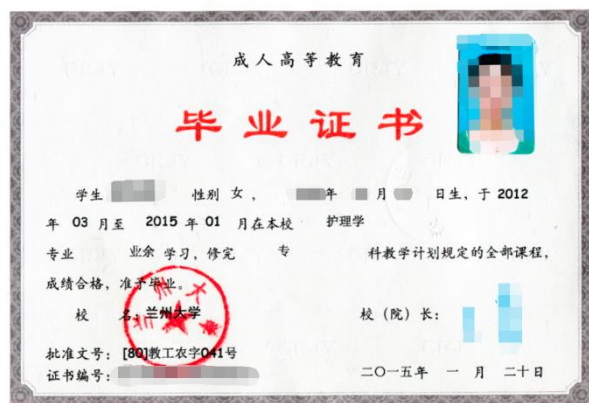 成人高等教育
毕业证书
学生 性别 女， 年 月 日生，于 2012
年 03 月至 2015 年 01 月在本校 护理学
专业 业余 学习，修完 专 科教学计划规定的全部课程，
成绩合格，准予毕业。
校 名：兰州大学 校（院）长：
批准文号：[80]教工农字041号
证书编号：
二〇一五年 一 月 二十日
兰州大学